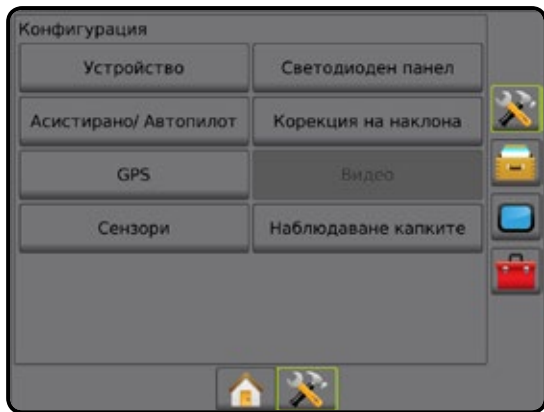 Конфигурация
Устройство
Светодиоден панел
Асистирано/ Автопилот
Корекция на наклона
GPS
Видео
Сензори
Наблюдаване капките